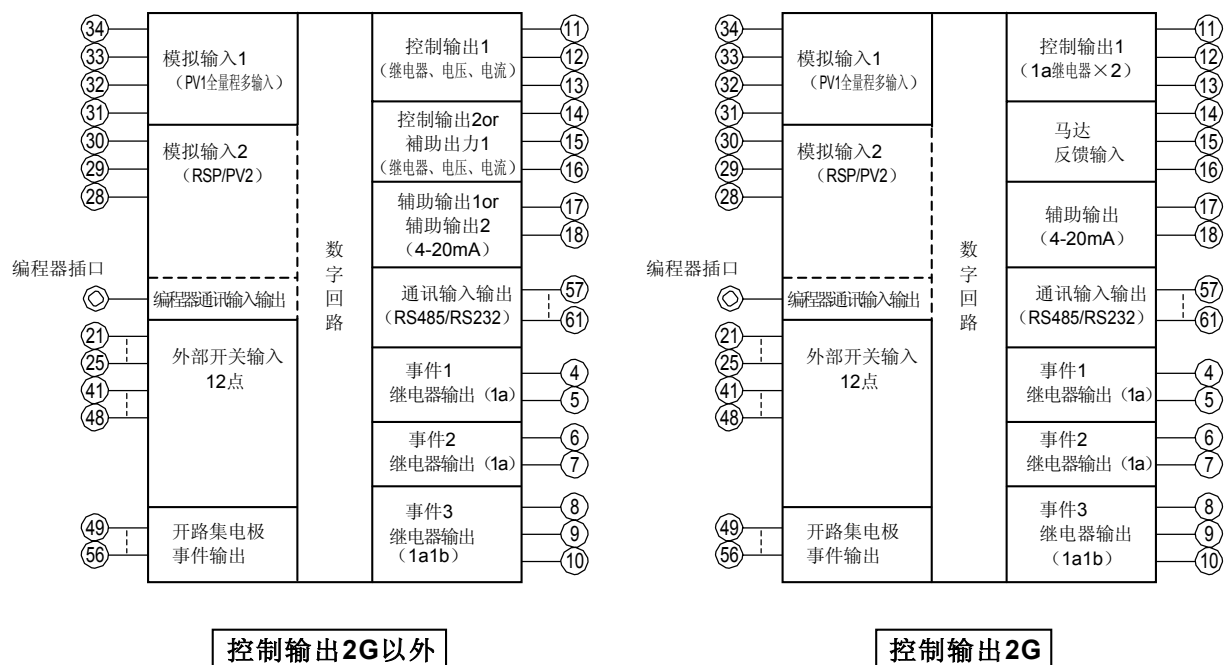 34
33
32
31
30
29
28
模拟输入1
（PV1全量程多输入）
模拟输入2
（RSP/PV2）
编程器插口
编程器通讯输入输出
21
25
41
48
外部开关输入
12点
49
56
开路集电极
事件输出
数
字
回
路
控制输出1
（继电器、电压、电流）
11
12
13
控制输出2or
補助出力1
（继电器、电压、电流）
14
15
16
辅助输出1or
辅助输出2
（4-20mA）
17
18
通讯输入输出
（RS485/RS232）
57
61
事件1
继电器输出（1a）
4
5
事件2
继电器输出（1a）
6
7
事件3
继电器输出
（1a1b）
8
9
10
控制输出2G以外
34
33
32
31
30
29
28
模拟输入1
（PV1全量程多输入）
模拟输入2
（RSP/PV2）
编程器插口
编程器通讯输入输出
21
25
41
48
外部开关输入
12点
49
56
开路集电极
事件输出
数
字
回
路
控制输出1
（1a继电器×2）
11
12
13
马达
反馈输入
14
15
16
辅助输出
（4-20mA）
17
18
通讯输入输出
（RS485/RS232）
57
61
事件1
继电器输出（1a）
4
5
事件2
继电器输出（1a）
6
7
事件3
继电器输出
（1a1b）
8
9
10
控制输出2G